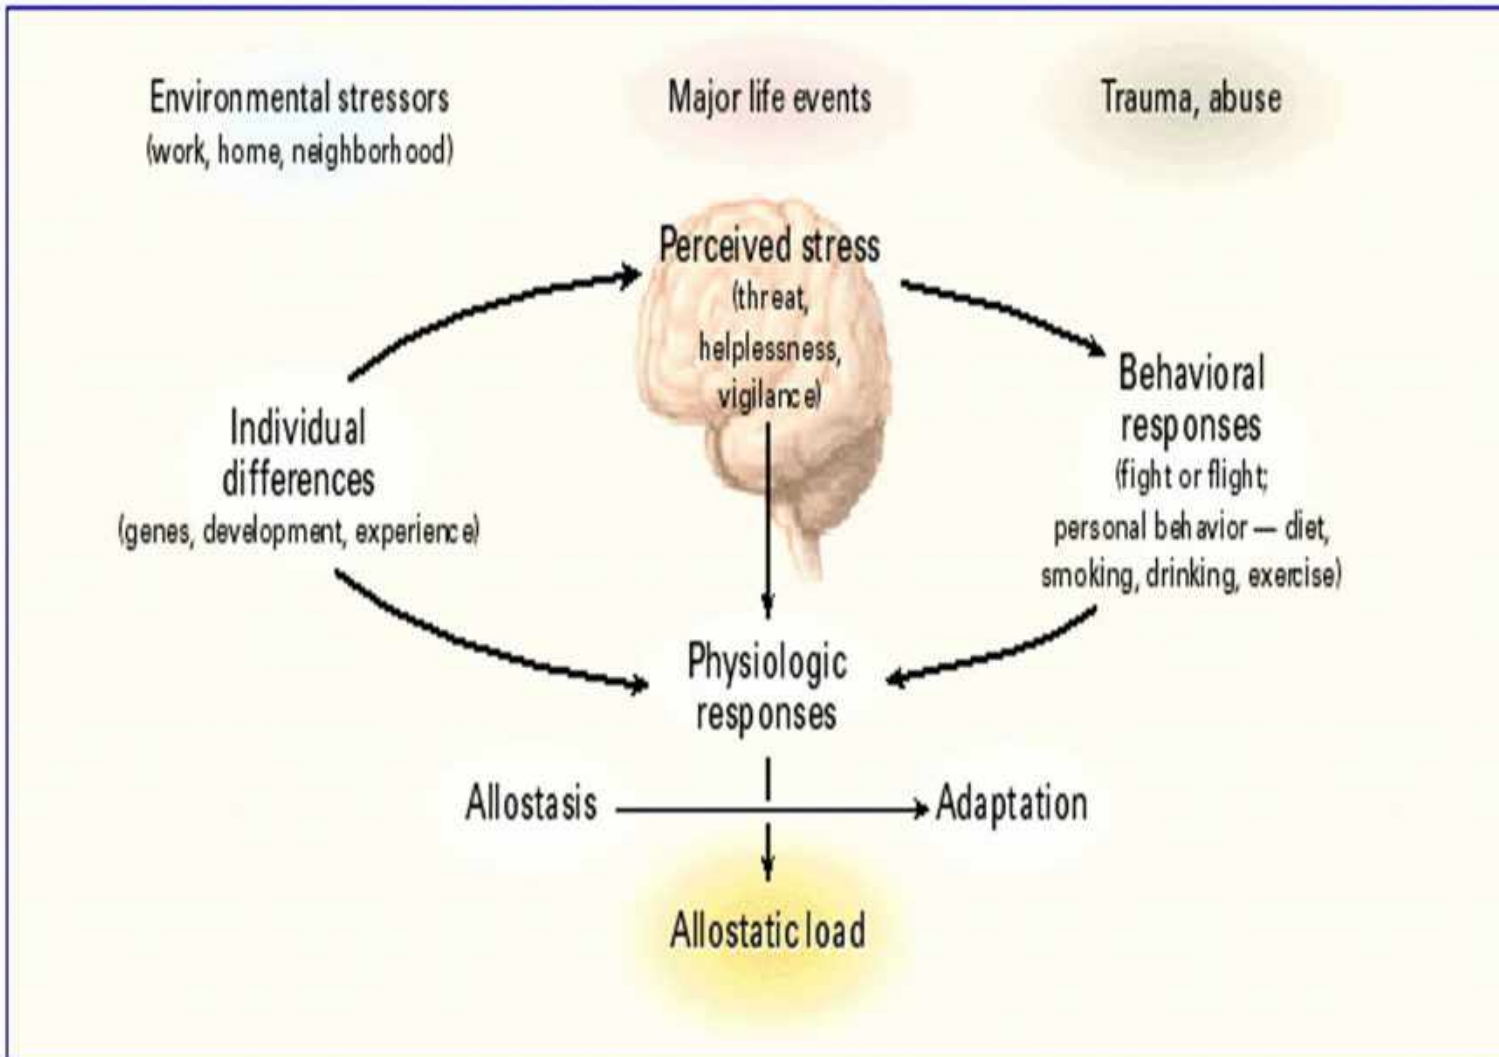 Environmental stressors
(work, home, neighborhood)
Major life events
Trauma, abuse
Perceived stress
(threat,
helplessness,
vigilance)
Individual
differences
(genes, development, experience)
Behavioral
responses
(fight or flight;
personal behavior — diet,
smoking, drinking, exercise)
Physiologic
responses
Allostasis
Adaptation
Allostatic load